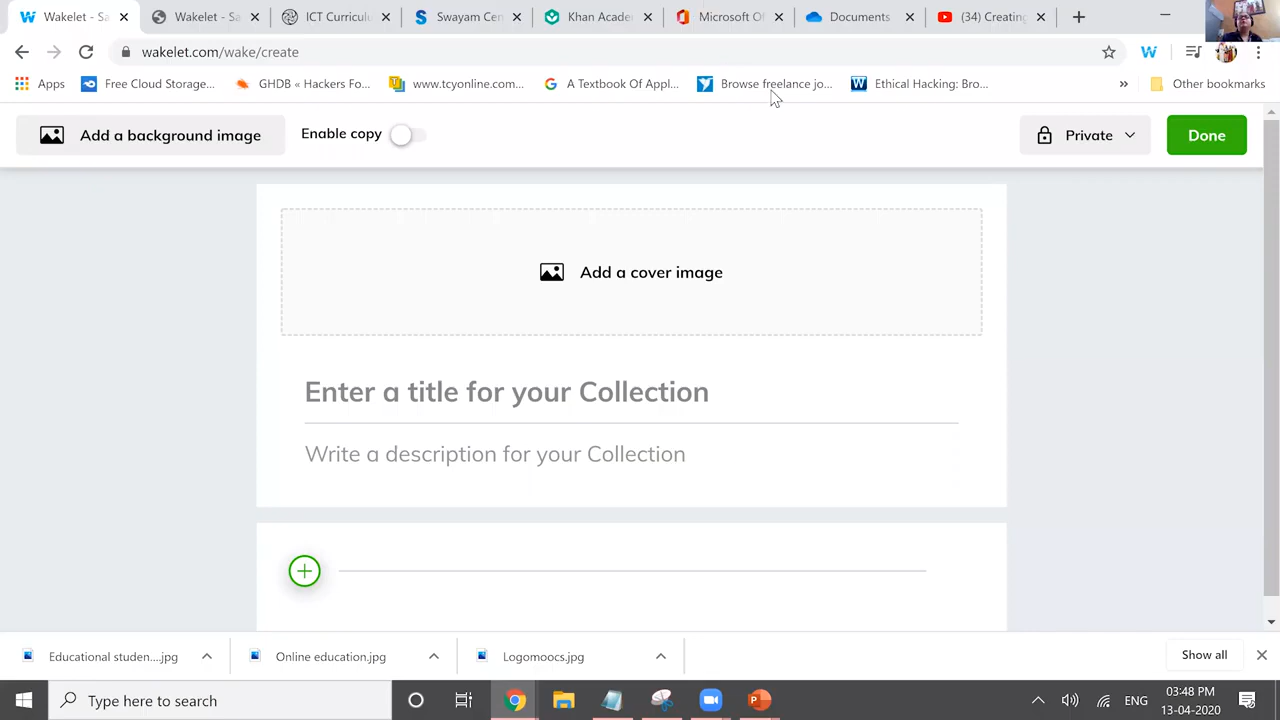 Wakelet - Sa
Wakelet - Sa
ICT Curricul
Swayam Cen
Khan Acade
Microsoft Of
Documents
(34) Creating
wakelet.com/wake/create
Apps
Free Cloud Storage...
GHDB « Hackers Fo...
www.tcyonline.com...
A Textbook Of Appl...
Browse freelance jo...
Ethical Hacking: Bro...
»
Other bookmarks
Add a background image
Enable copy
Private
Done
Add a cover image
Enter a title for your Collection
Write a description for your Collection
Educational studen....jpg
Online education.jpg
Logomoocs.jpg
Show all
Type here to search
ENG
03:48 PM
13-04-2020